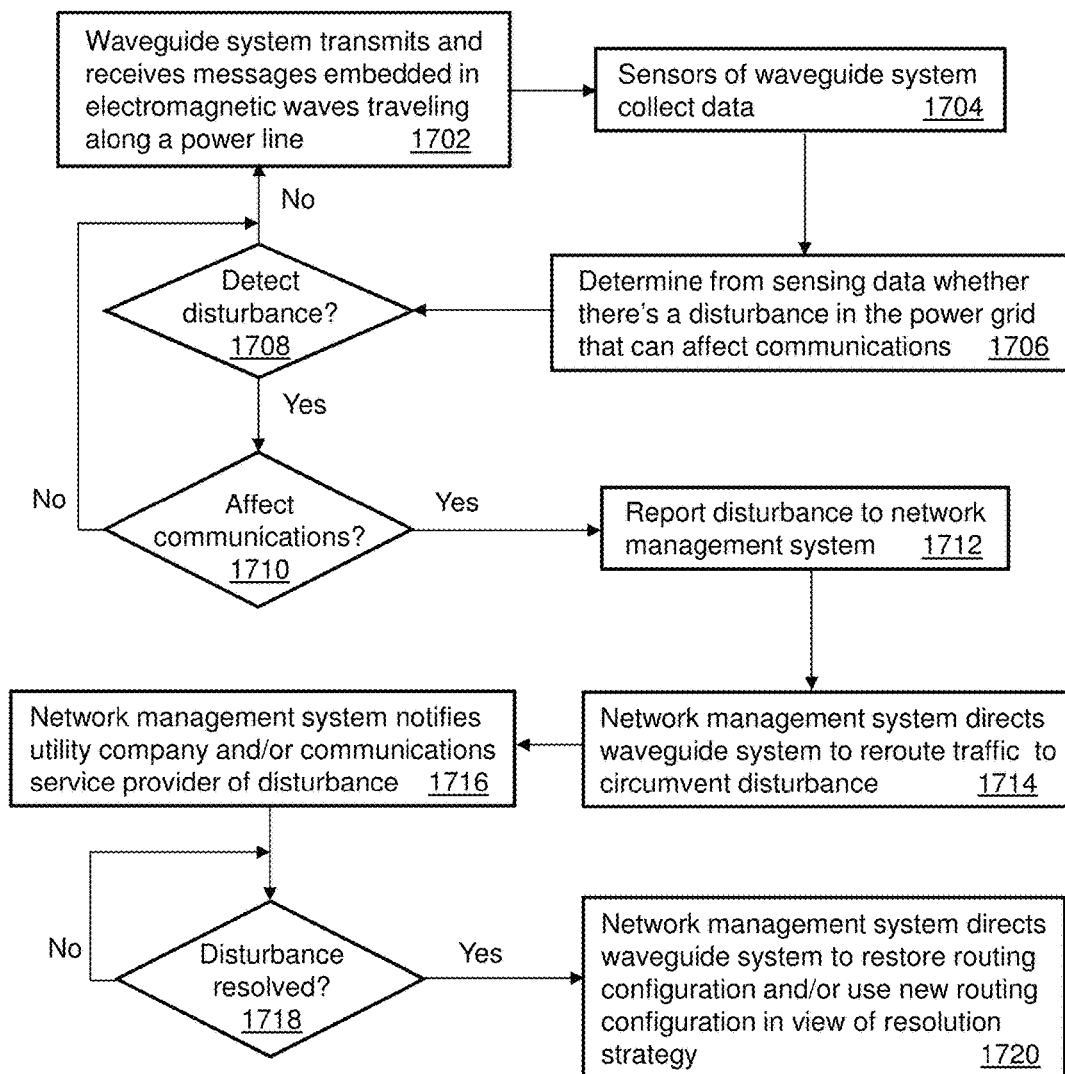 Waveguide system transmits and
receives messages embedded in
electromagnetic waves traveling
along a power line 1702
Sensors of waveguide system
collect data 1704
No
Detect
disturbance?
1708
Determine from sensing data whether
there's a disturbance in the power grid
that can affect communications 1706
Yes
No
Affect
communications?
1710
Yes
Report disturbance to network
management system 1712
Network management system notifies
utility company and/or communications
service provider of disturbance 1716
Network management system directs
waveguide system to reroute traffic to
circumvent disturbance 1714
No
Disturbance
resolved?
1718
Yes
Network management system directs
waveguide system to restore routing
configuration and/or use new routing
configuration in view of resolution
strategy 1720